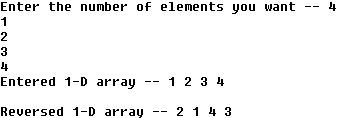 Enter the number of elements you want -- 4
1
2
3
4
Entered 1-D array -- 1 2 3 4
Reversed 1-D array -- 2 1 4 3